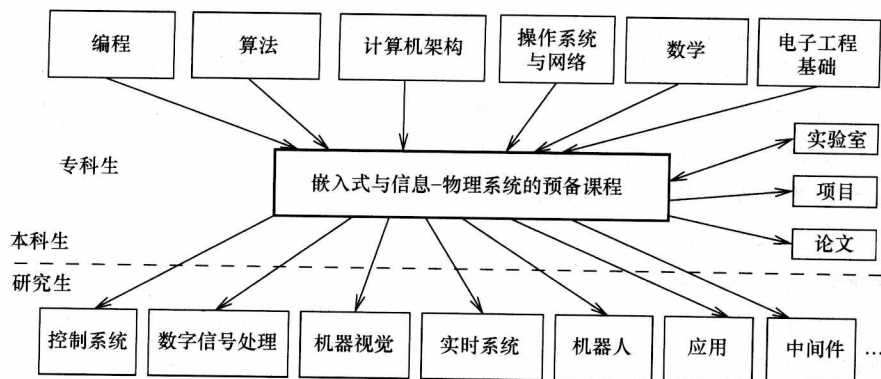 编程
算法
计算机架构
操作系统
与网络
数学
电子工程
基础
专科生
实验室
嵌入式与信息-物理系统的预备课程
项目
本科生
论文
研究生
控制系统
数字信号处理
机器视觉
实时系统
机器人
应用
中间件
…